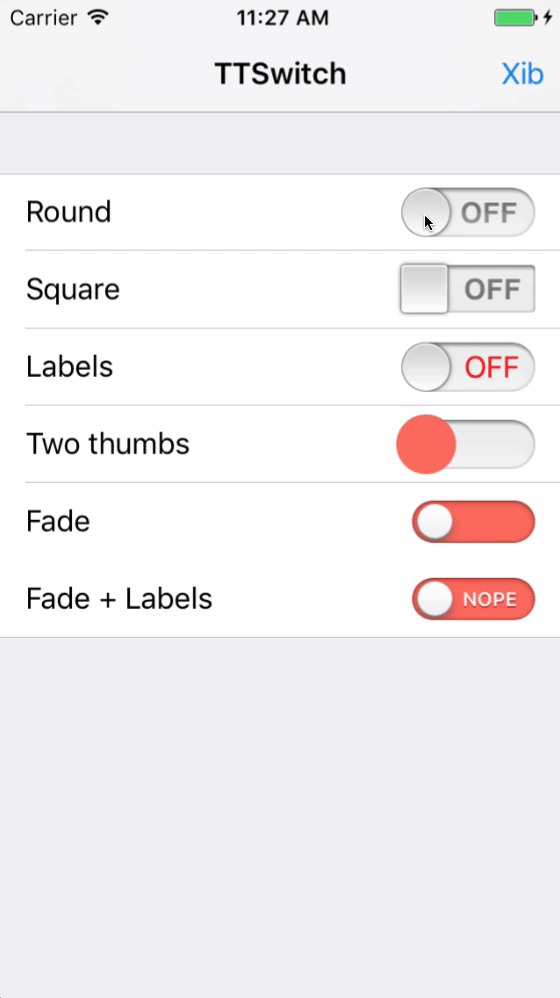 Carrier 11:27 AM
TTSwitch Xib
Round OFF
Square OFF
Labels OFF
Two thumbs
Fade
Fade + Labels NOPE